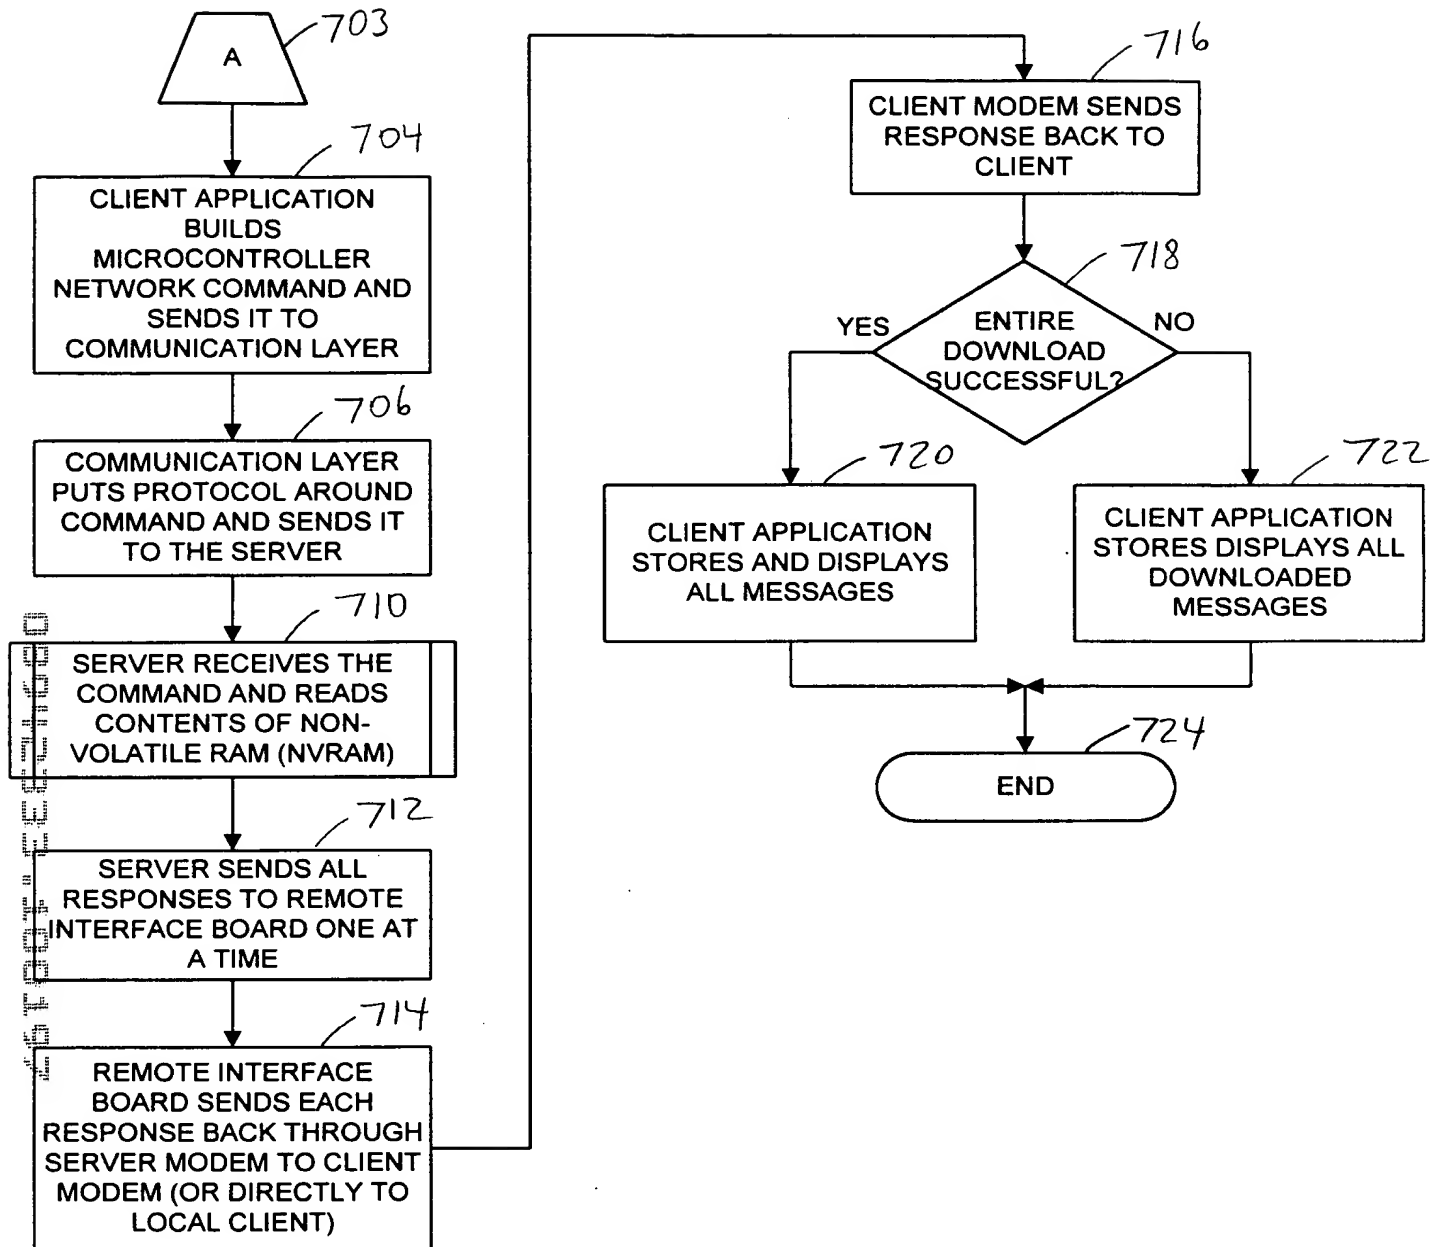 703
A
704
CLIENT APPLICATION
BUILDS
MICROCONTROLLER
NETWORK COMMAND AND
SENDS IT TO
COMMUNICATION LAYER
706
COMMUNICATION LAYER
PUTS PROTOCOL AROUND
COMMAND AND SENDS IT
TO THE SERVER
710
SERVER RECEIVES THE
COMMAND AND READS
CONTENTS OF NON-
VOLATILE RAM (NVRAM)
712
SERVER SENDS ALL
RESPONSES TO REMOTE
INTERFACE BOARD ONE AT
A TIME
714
REMOTE INTERFACE
BOARD SENDS EACH
RESPONSE BACK THROUGH
SERVER MODEM TO CLIENT
MODEM (OR DIRECTLY TO
LOCAL CLIENT)
716
CLIENT MODEM SENDS
RESPONSE BACK TO
CLIENT
718
YES
NO
ENTIRE
DOWNLOAD
SUCCESSFUL?
720
CLIENT APPLICATION
STORES AND DISPLAYS
ALL MESSAGES
722
CLIENT APPLICATION
STORES DISPLAYS ALL
DOWNLOADED
MESSAGES
724
END